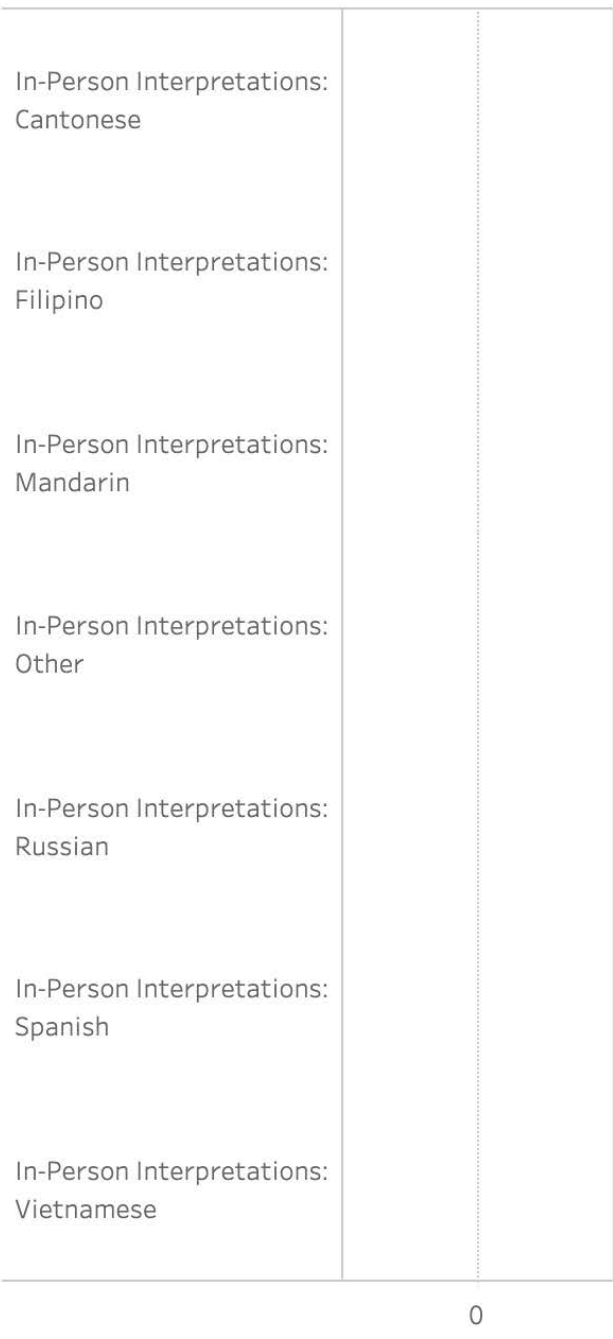 In-Person Interpretations:
Cantonese
In-Person Interpretations:
Filipino
In-Person Interpretations:
Mandarin
In-Person Interpretations:
Other
In-Person Interpretations:
Russian
In-Person Interpretations:
Spanish
In-Person Interpretations:
Vietnamese
0